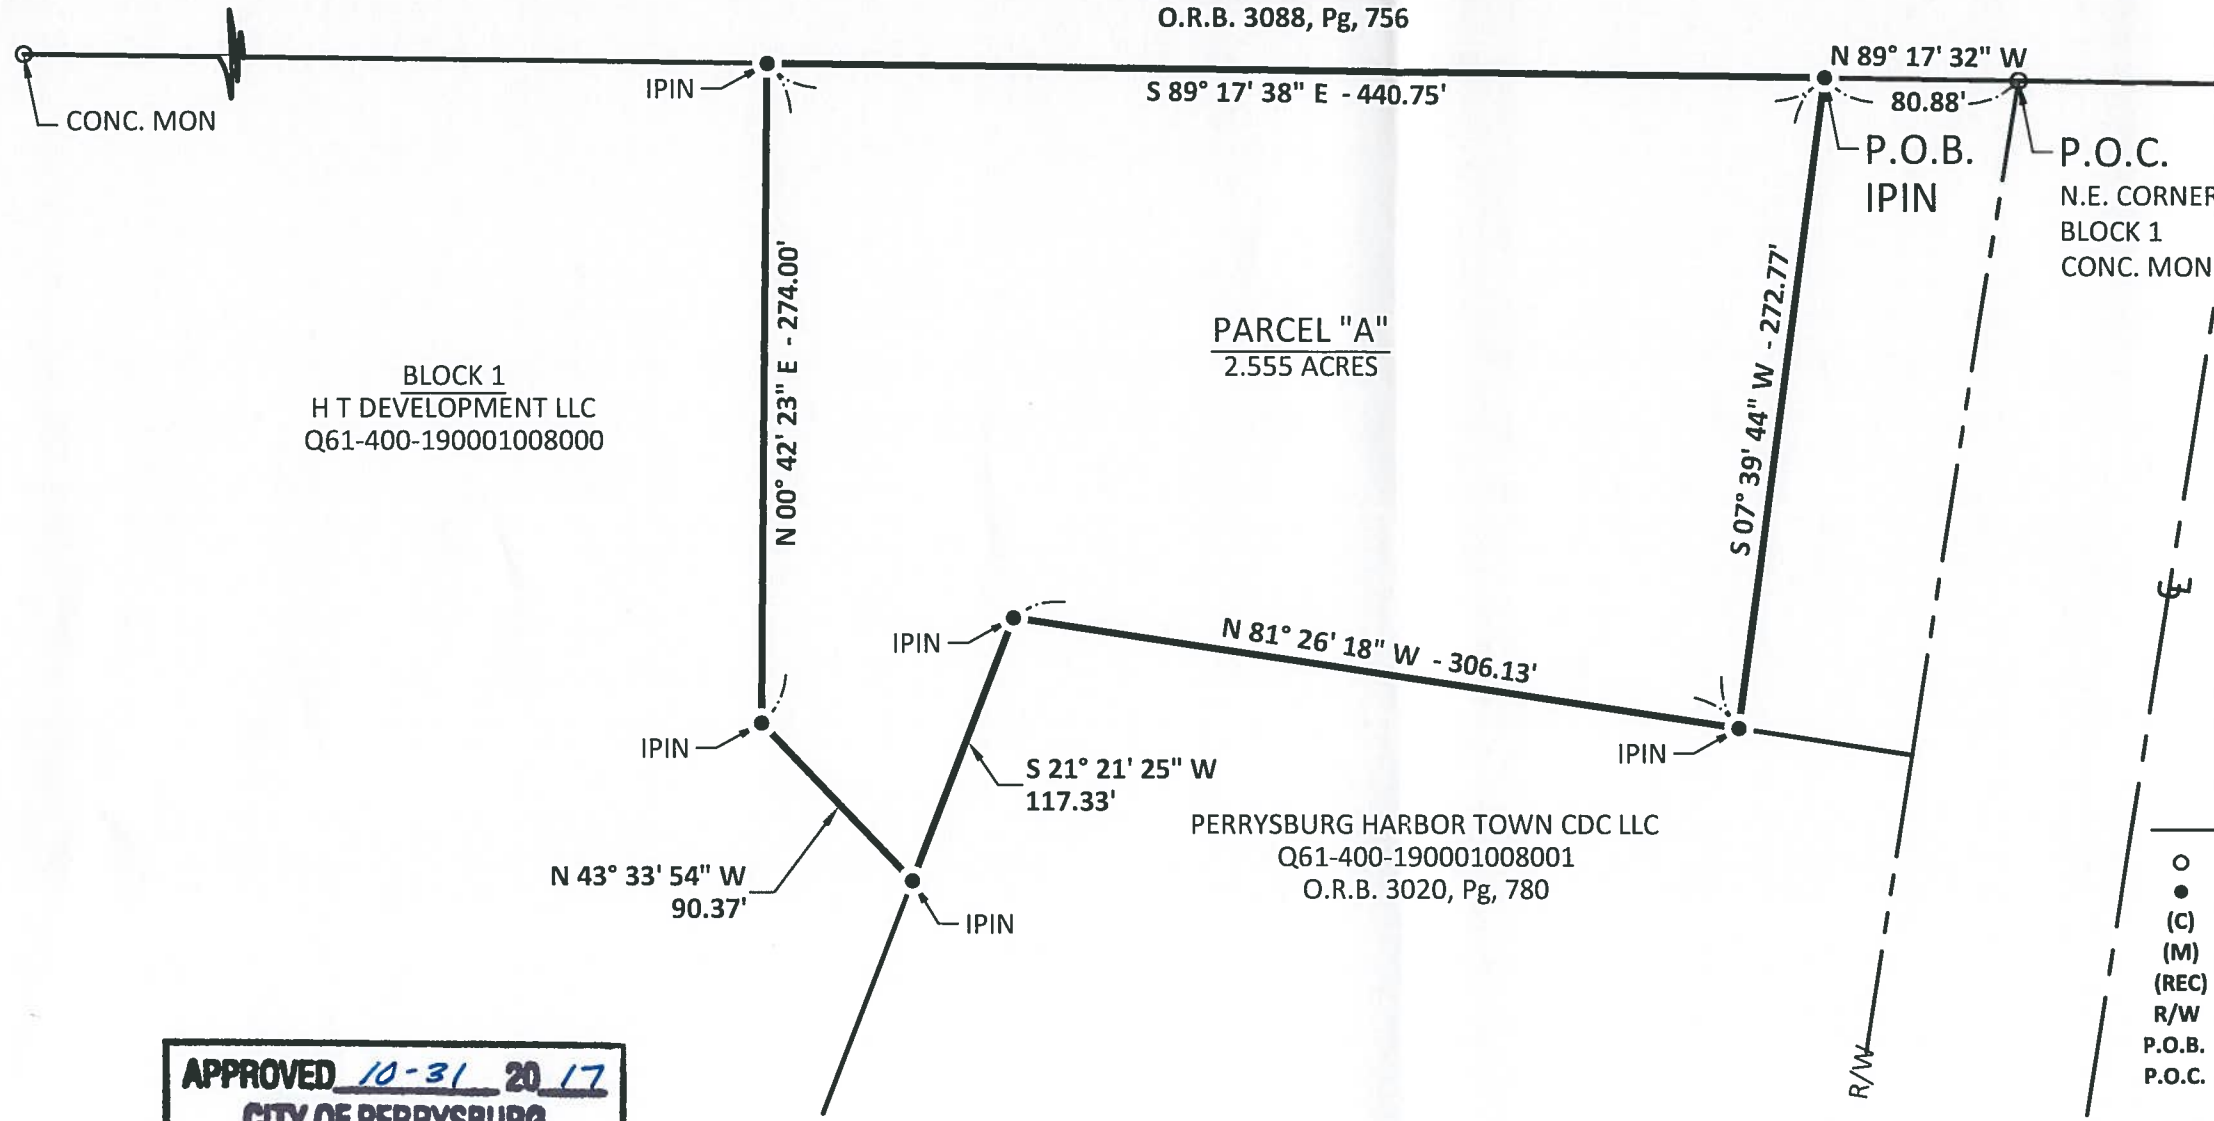 O.R.B. 3088, Pg, 756
N 89° 17' 32" W
IPIN
S 89° 17' 38" E - 440.75'
80.88'
CONC. MON
P.O.B.
IPIN
P.O.C.
N.E. CORNER
BLOCK 1
CONC. MON
N 00° 42' 23" E - 274.00'
S 07° 39' 44" W - 272.77'
PARCEL "A"
2.555 ACRES
BLOCK 1
H T DEVELOPMENT LLC
Q61-400-190001008000
IPIN
N 81° 26' 18" W - 306.13'
IPIN
IPIN
S 21° 21' 25" W
117.33'
PERRYSBURG HARBOR TOWN CDC LLC
Q61-400-190001008001
O.R.B. 3020, Pg, 780
N 43° 33' 54" W
90.37'
IPIN
(C)
(M)
(REC)
R/W
P.O.B.
P.O.C.
R/W
APPROVED 10-31 20 17
CITY OF PERRYSBURG